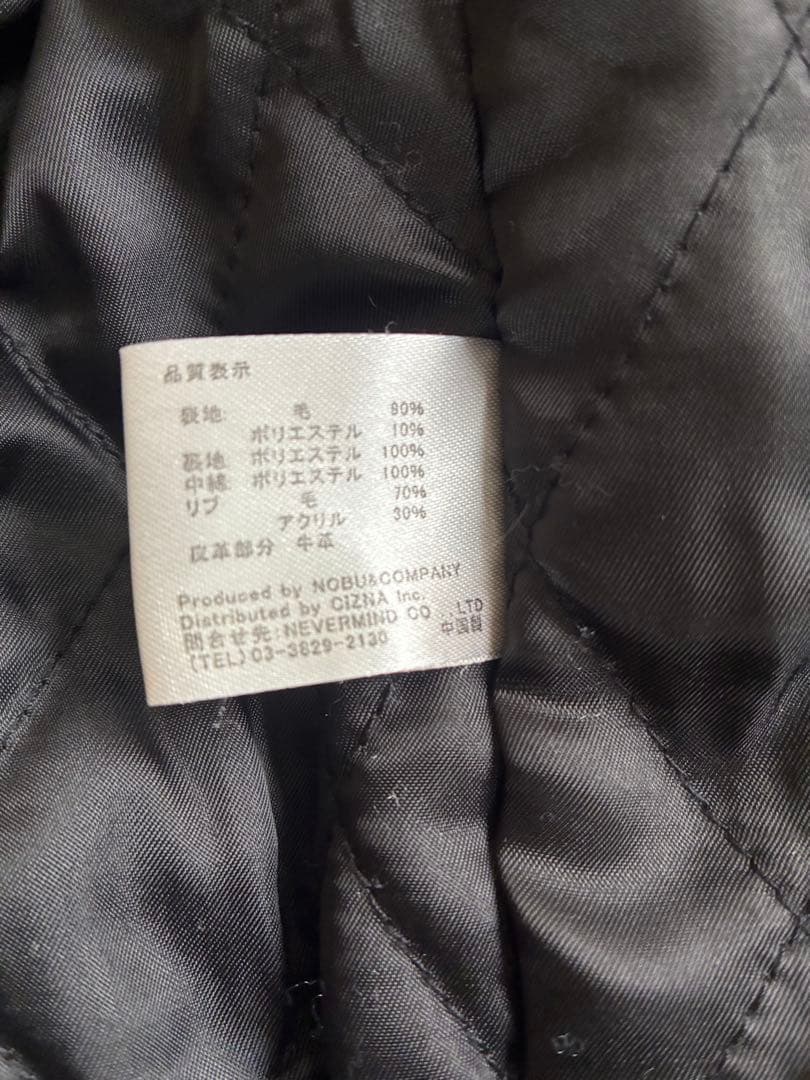 品質表示
表地: 毛 90%
ポリエステル 10%
裏地 ポリエステル 100%
中綿 ポリエステル 100%
リブ 毛 70%
アクリル 30%
皮革部分 牛革
Produced by NOBU&COMPANY
Distributed by CIZNA Inc.
問合せ先:NEVERMIND CO.,LTD
(TEL)03-3829-2130 中国製